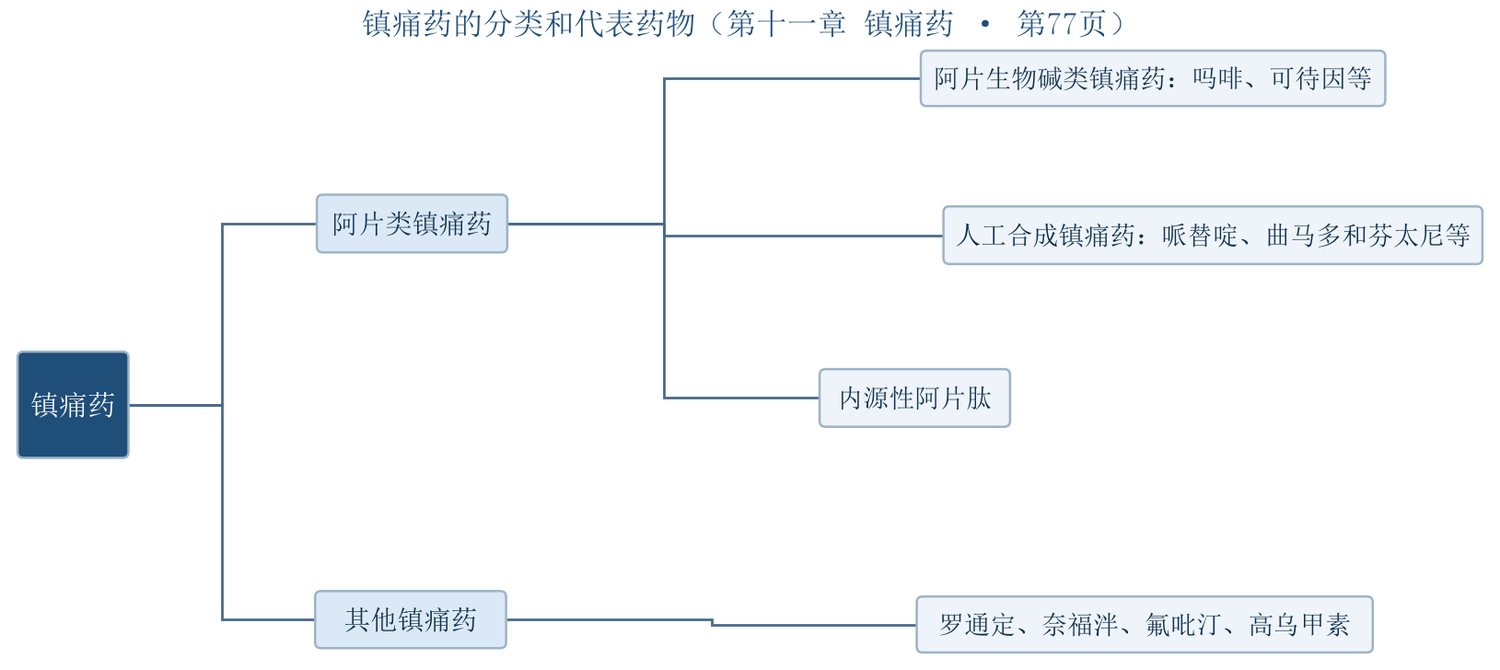 镇痛药的分类和代表药物（第十一章 镇痛药 · 第77页）
阿片生物碱类镇痛药：吗啡、可待因等
阿片类镇痛药
人工合成镇痛药：哌替啶、曲马多和芬太尼等
镇痛药
内源性阿片肽
其他镇痛药
罗通定、奈福泮、氟吡汀、高乌甲素